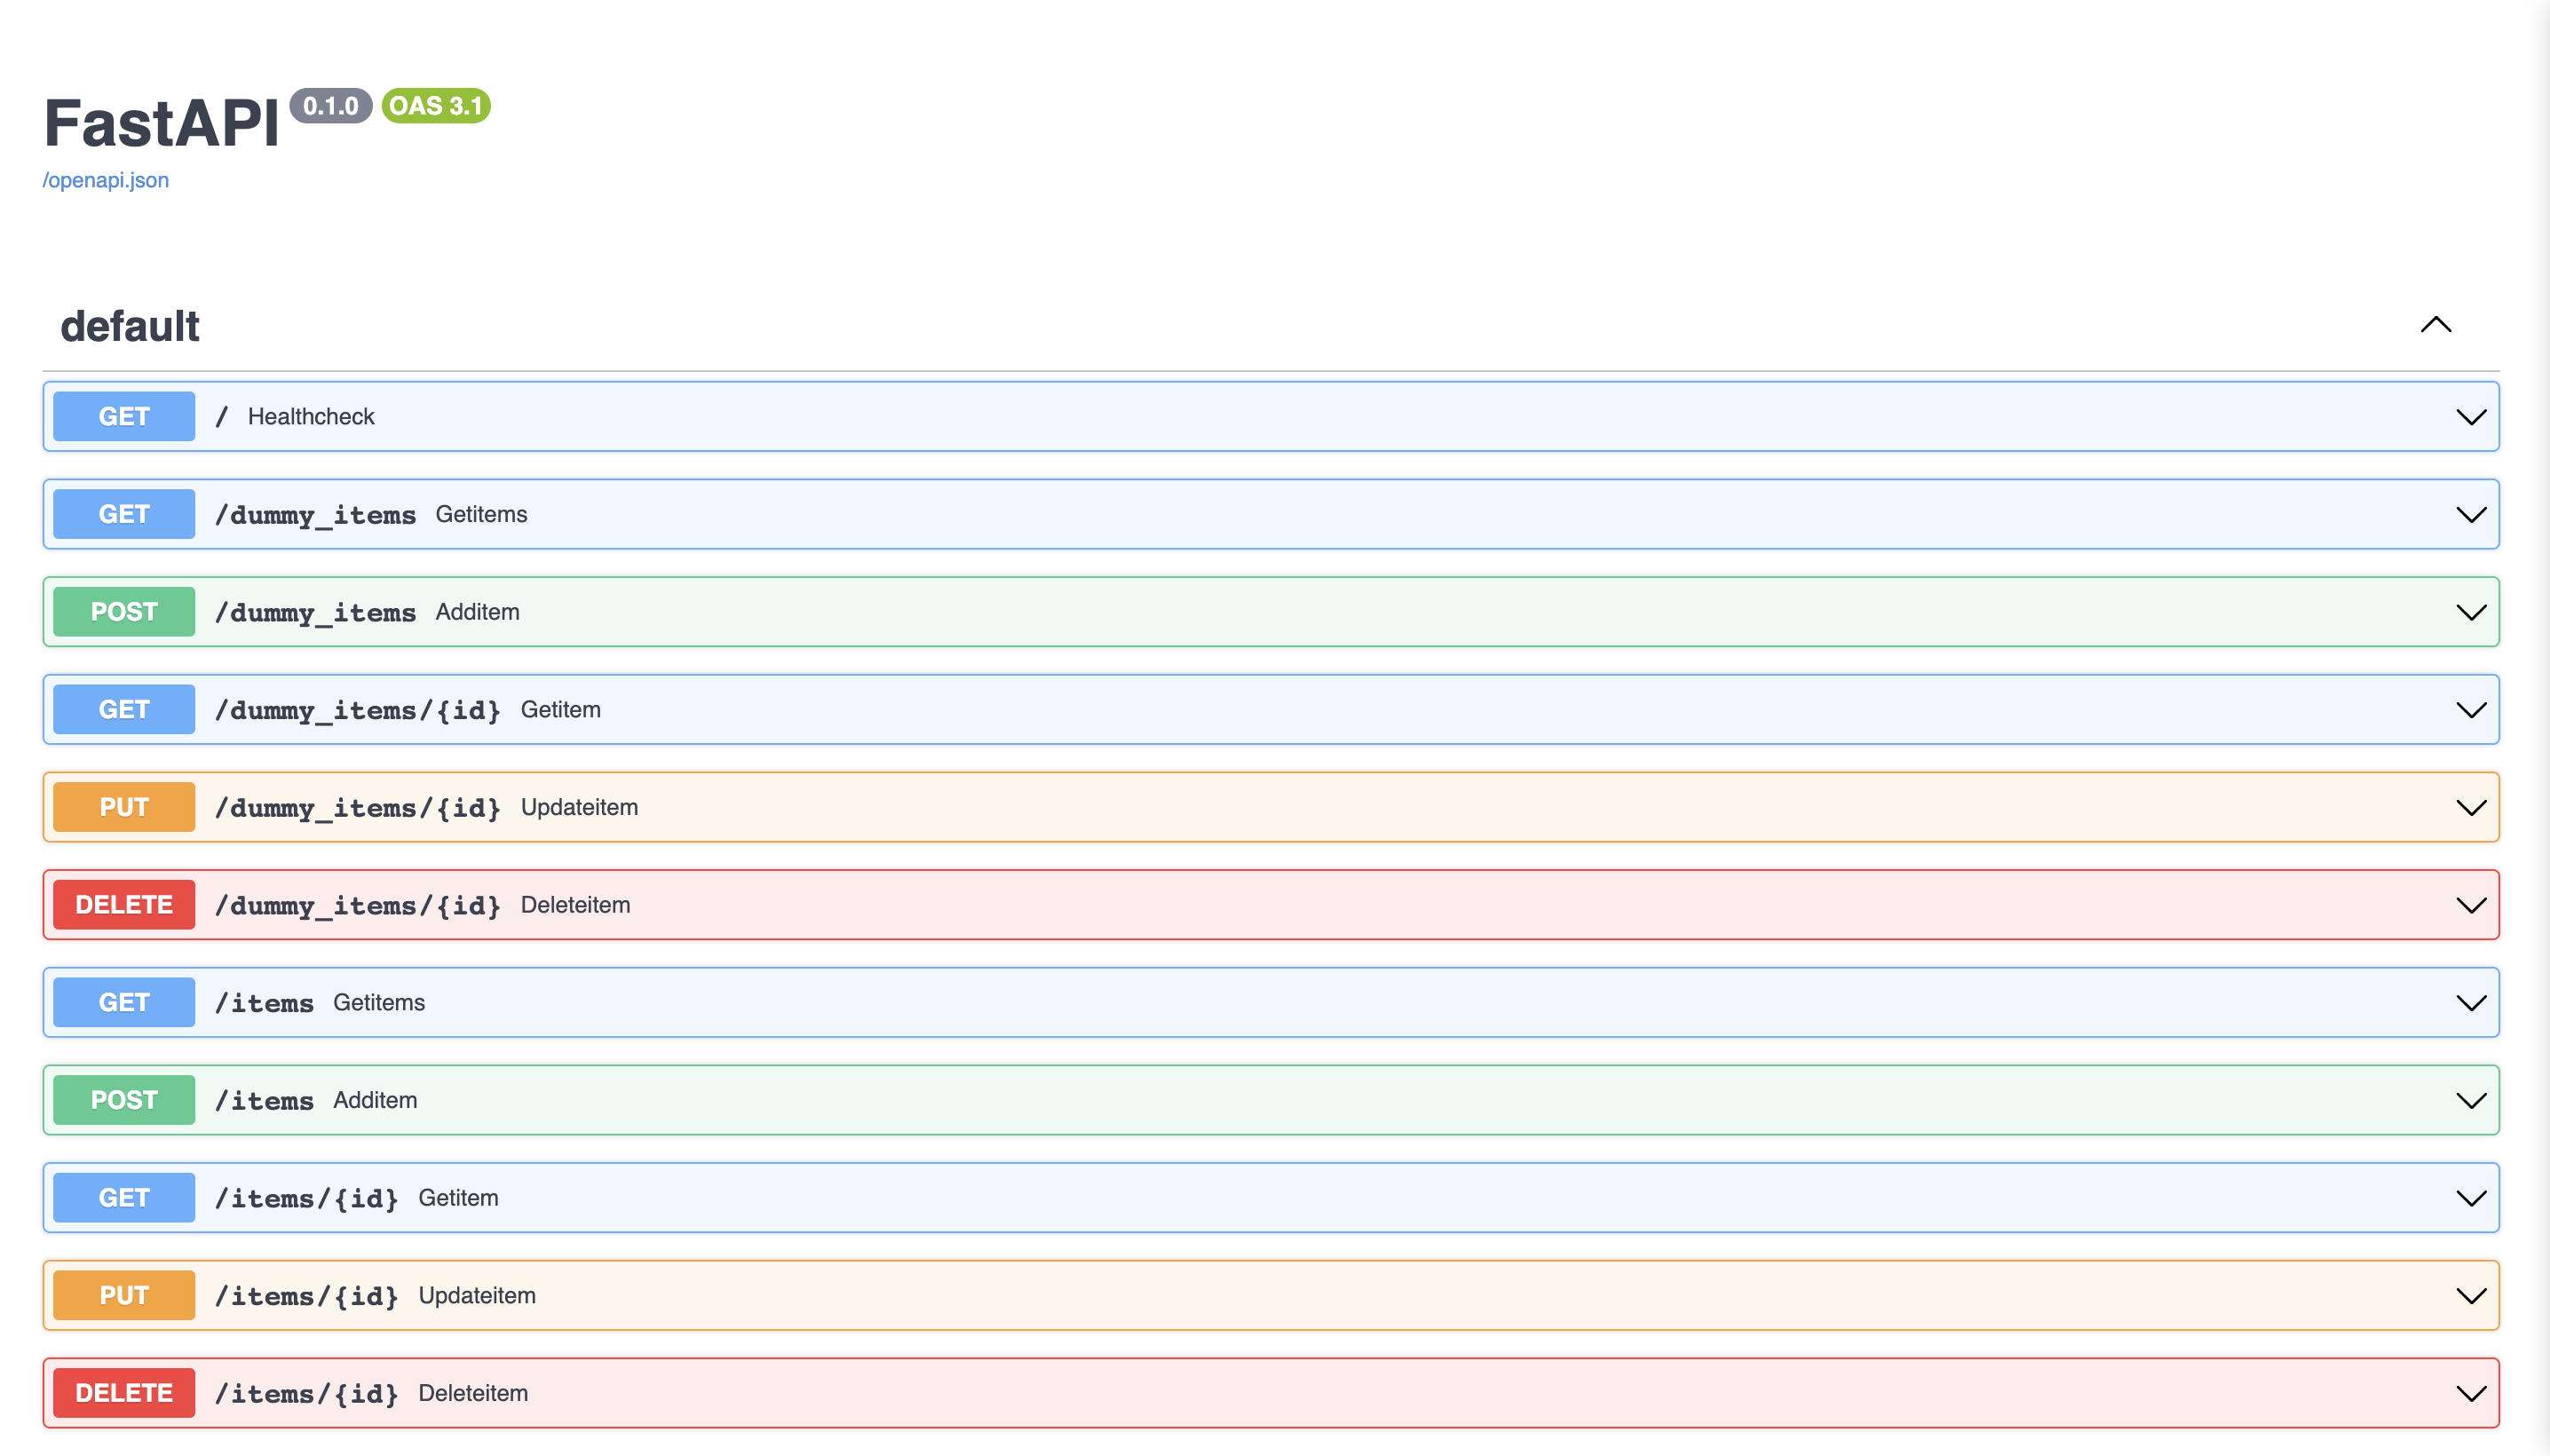 FastAPI 0.1.0 OAS 3.1
/openapi.json
default
GET / Healthcheck
GET /dummy_items Getitems
POST /dummy_items Additem
GET /dummy_items/{id} Getitem
PUT /dummy_items/{id} Updateitem
DELETE /dummy_items/{id} Deleteitem
GET /items Getitems
POST /items Additem
GET /items/{id} Getitem
PUT /items/{id} Updateitem
DELETE /items/{id} Deleteitem